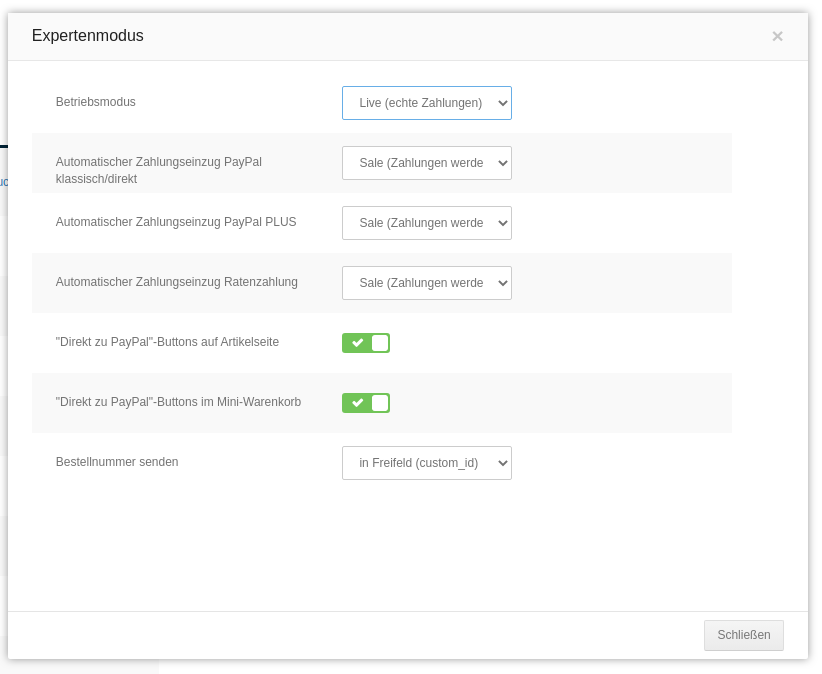 Expertenmodus
×
Betriebsmodus
Live (echte Zahlungen)
Automatischer Zahlungseinzug PayPal
klassisch/direkt
Sale (Zahlungen werde
Automatischer Zahlungseinzug PayPal PLUS
Sale (Zahlungen werde
Automatischer Zahlungseinzug Ratenzahlung
Sale (Zahlungen werde
"Direkt zu PayPal"-Buttons auf Artikelseite
"Direkt zu PayPal"-Buttons im Mini-Warenkorb
Bestellnummer senden
in Freifeld (custom_id)
Schließen